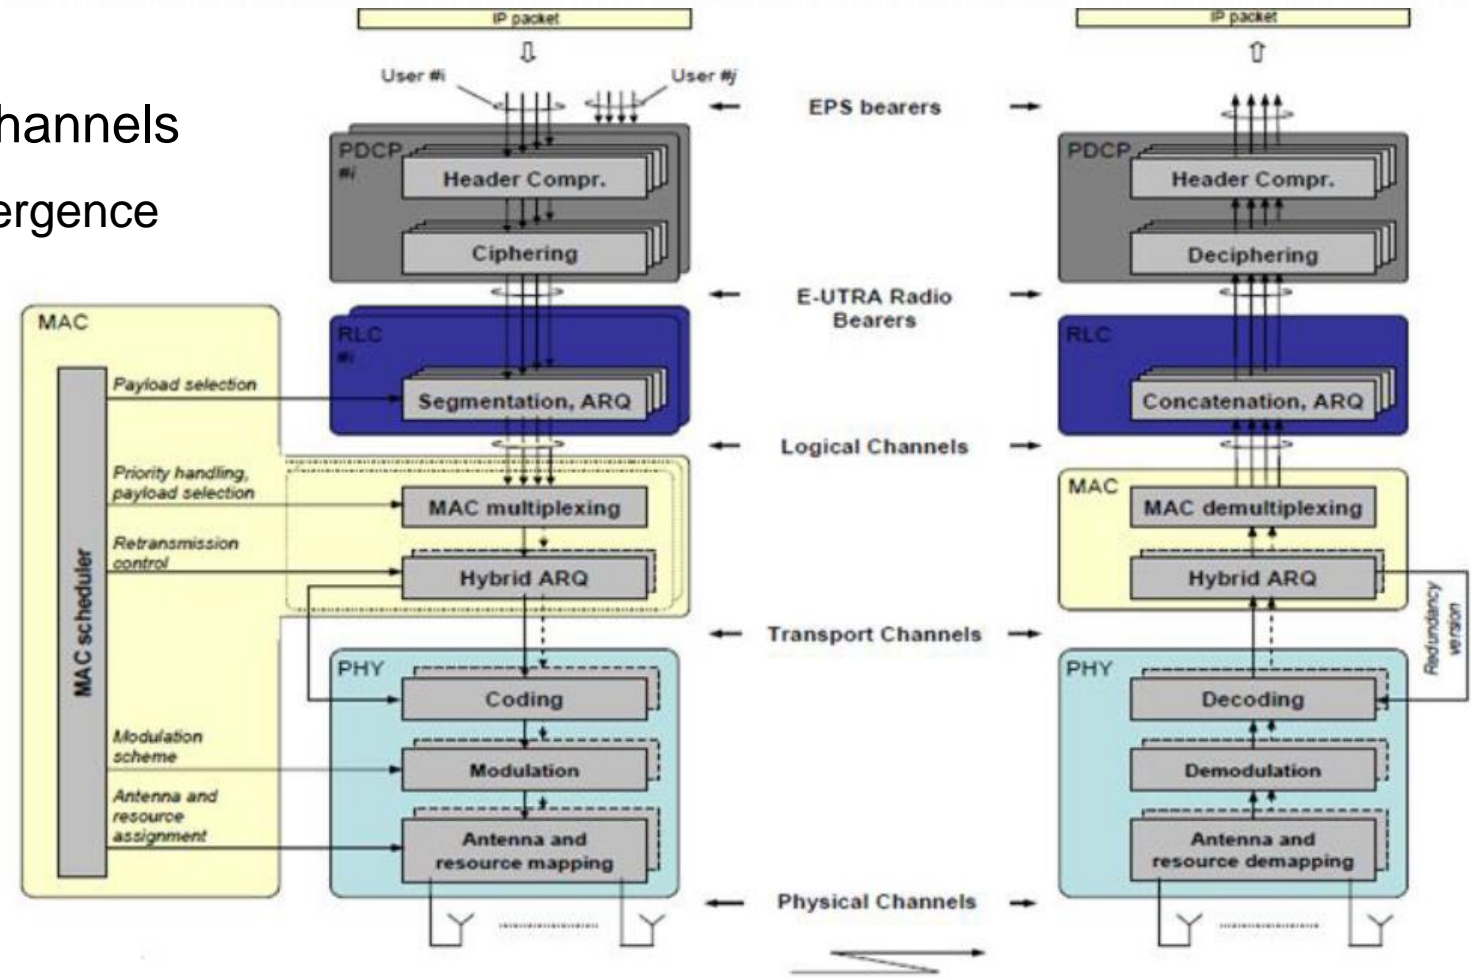 hannels
ergence
IP packet
User #i
User #j
PDCP
#i
Header Compr.
Ciphering
MAC
RLC
#i
Segmentation, ARQ
MAC scheduler
Payload selection
Priority handling,
payload selection
Retransmission
control
Modulation
scheme
Antenna and
resource
assignment
MAC multiplexing
Hybrid ARQ
PHY
Coding
Modulation
Antenna and
resource mapping
EPS bearers
E-UTRA Radio
Bearers
Logical Channels
Transport Channels
Physical Channels
IP packet
PDCP
Header Compr.
Deciphering
RLC
Concatenation, ARQ
MAC
MAC demultiplexing
Hybrid ARQ
Redundancy
version
PHY
Decoding
Demodulation
Antenna and
resource demapping